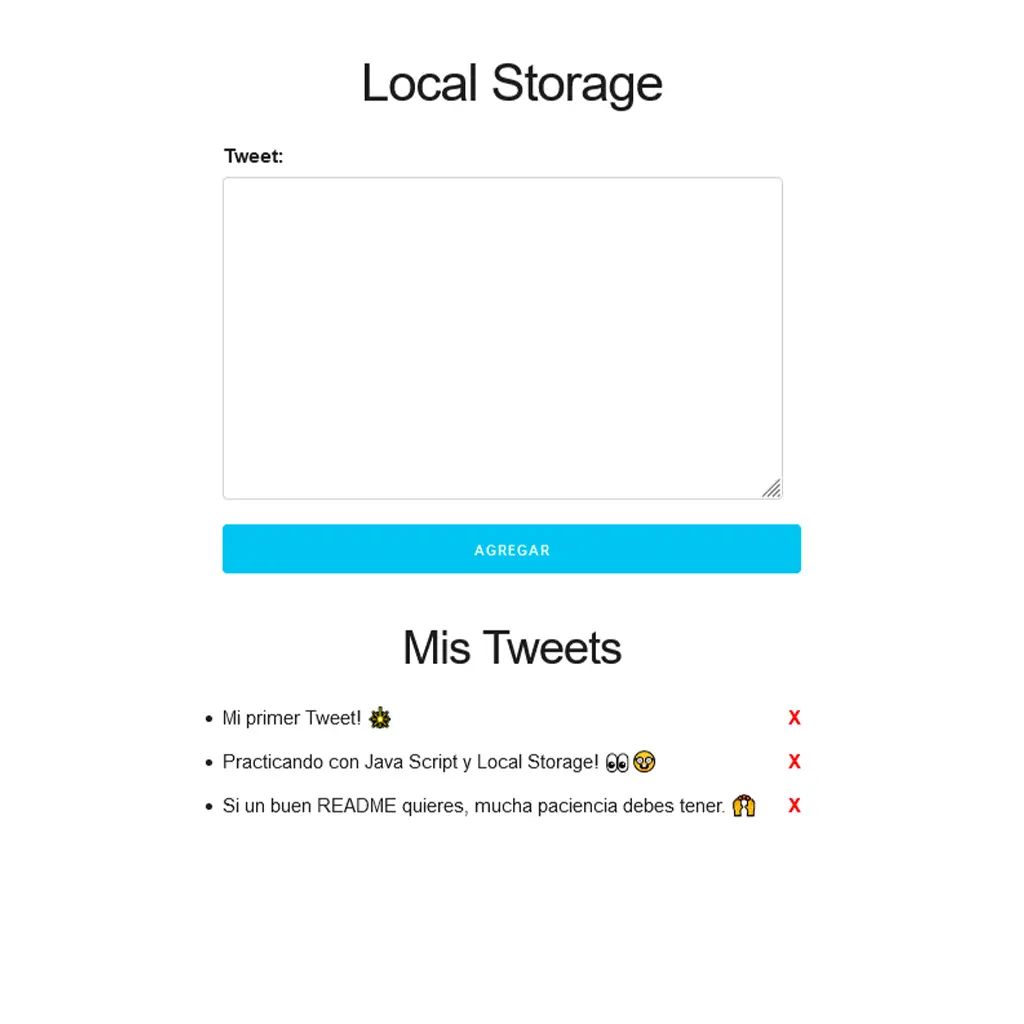 Local Storage
Tweet:
AGREGAR
Mis Tweets
Mi primer Tweet! X
Practicando con Java Script y Local Storage! 👀🤓 X
Si un buen README quieres, mucha paciencia debes tener. 🙌 X